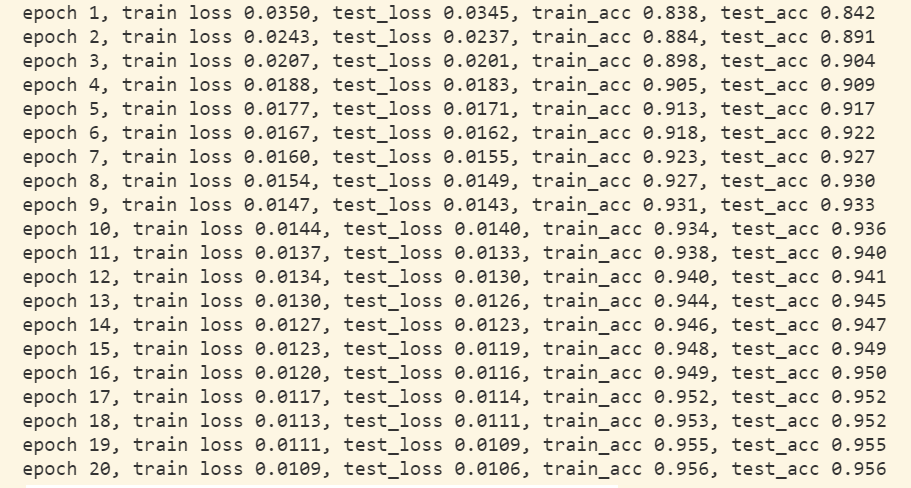 epoch 1, train loss 0.0350, test_loss 0.0345, train_acc 0.838, test_acc 0.842
epoch 2, train loss 0.0243, test_loss 0.0237, train_acc 0.884, test_acc 0.891
epoch 3, train loss 0.0207, test_loss 0.0201, train_acc 0.898, test_acc 0.904
epoch 4, train loss 0.0188, test_loss 0.0183, train_acc 0.905, test_acc 0.909
epoch 5, train loss 0.0177, test_loss 0.0171, train_acc 0.913, test_acc 0.917
epoch 6, train loss 0.0167, test_loss 0.0162, train_acc 0.918, test_acc 0.922
epoch 7, train loss 0.0160, test_loss 0.0155, train_acc 0.923, test_acc 0.927
epoch 8, train loss 0.0154, test_loss 0.0149, train_acc 0.927, test_acc 0.930
epoch 9, train loss 0.0147, test_loss 0.0143, train_acc 0.931, test_acc 0.933
epoch 10, train loss 0.0144, test_loss 0.0140, train_acc 0.934, test_acc 0.936
epoch 11, train loss 0.0137, test_loss 0.0133, train_acc 0.938, test_acc 0.940
epoch 12, train loss 0.0134, test_loss 0.0130, train_acc 0.940, test_acc 0.941
epoch 13, train loss 0.0130, test_loss 0.0126, train_acc 0.944, test_acc 0.945
epoch 14, train loss 0.0127, test_loss 0.0123, train_acc 0.946, test_acc 0.947
epoch 15, train loss 0.0123, test_loss 0.0119, train_acc 0.948, test_acc 0.949
epoch 16, train loss 0.0120, test_loss 0.0116, train_acc 0.949, test_acc 0.950
epoch 17, train loss 0.0117, test_loss 0.0114, train_acc 0.952, test_acc 0.952
epoch 18, train loss 0.0113, test_loss 0.0111, train_acc 0.953, test_acc 0.952
epoch 19, train loss 0.0111, test_loss 0.0109, train_acc 0.955, test_acc 0.955
epoch 20, train loss 0.0109, test_loss 0.0106, train_acc 0.956, test_acc 0.956